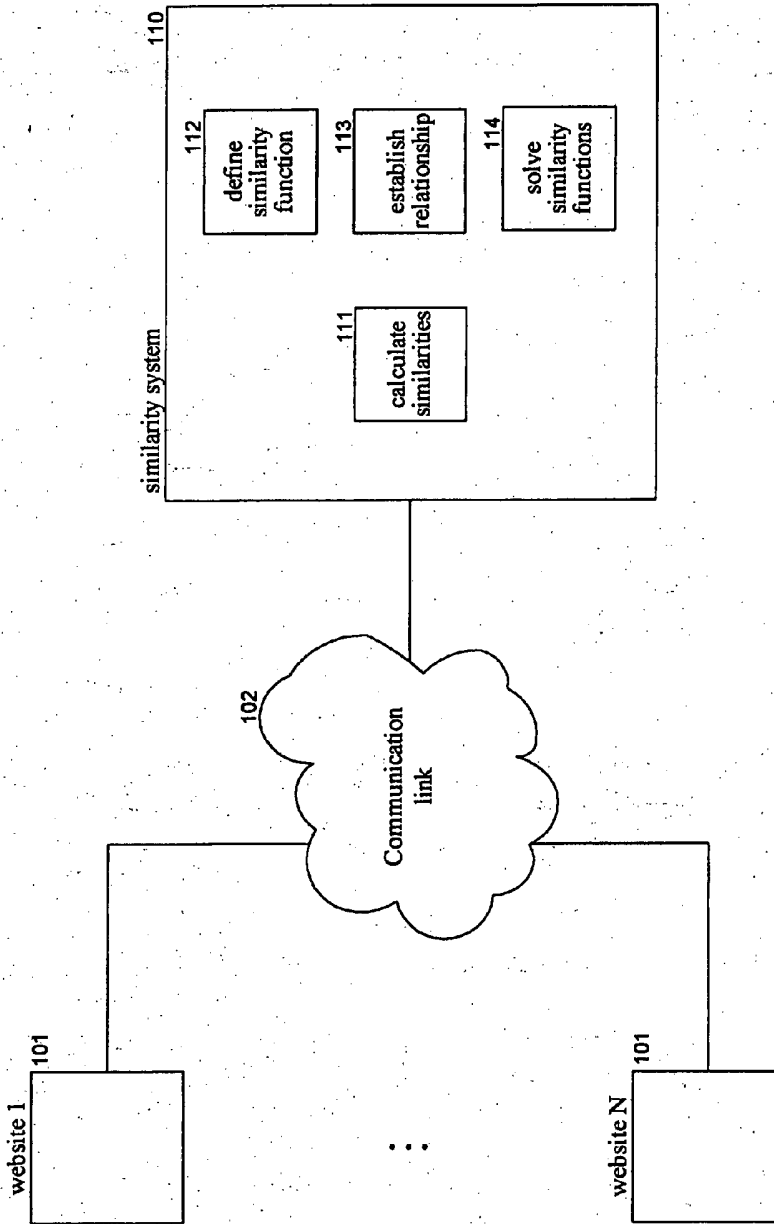 website 1
101
website N
101
...
102
Communication
link
similarity system
110
111
calculate
similarities
112
define
similarity
function
113
establish
relationship
114
solve
similarity
functions